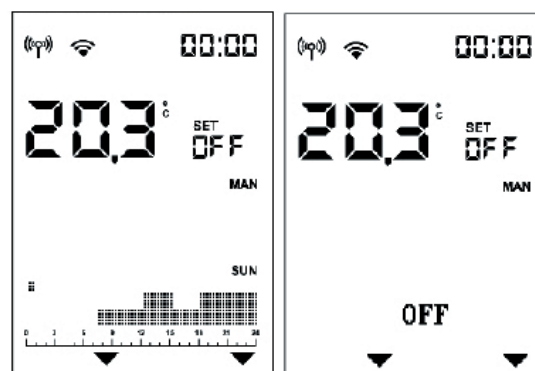 00:00
20,3 °C
SET
OFF
MAN
SUN
0 3 6 9 12 15 18 21 24
00:00
20,3 °C
SET
OFF
MAN
OFF